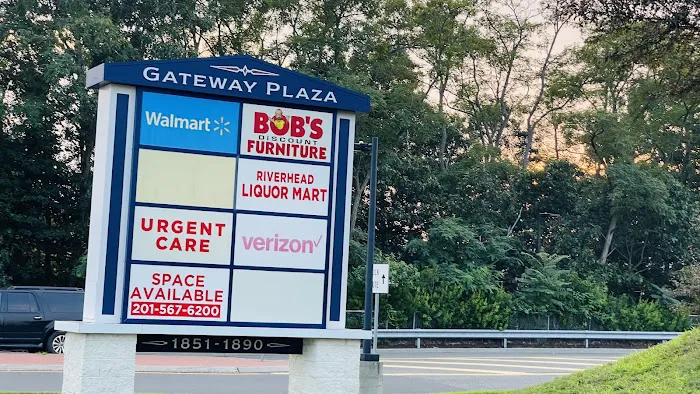 GATEWAY PLAZA
Walmart
BOB'S
DISCOUNT
FURNITURE
RIVERHEAD
LIQUOR MART
URGENT
CARE
verizon
SPACE
AVAILABLE
201-567-6200
1851-1890